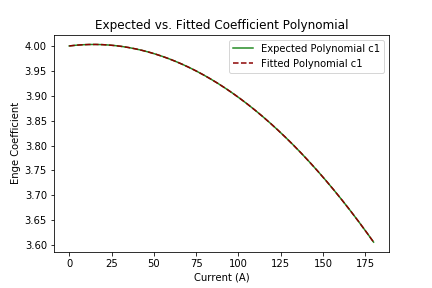 Expected vs. Fitted Coefficient Polynomial
Expected Polynomial c1
Fitted Polynomial c1
Enge Coefficient
4.00
3.95
3.90
3.85
3.80
3.75
3.70
3.65
3.60
0 25 50 75 100 125 150 175
Current (A)